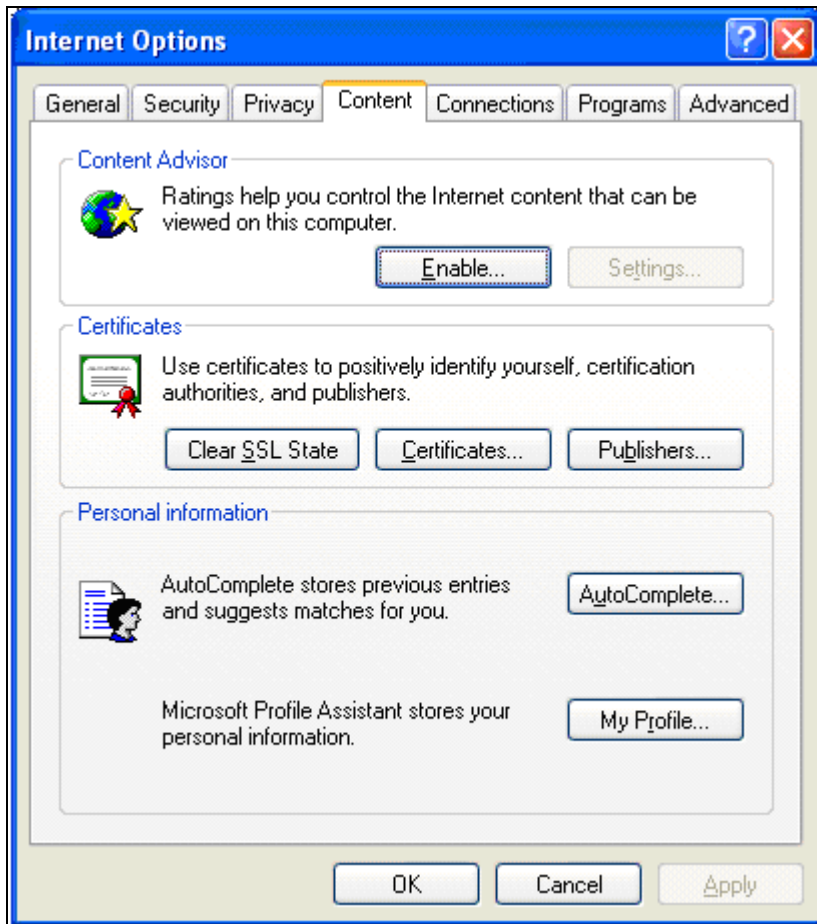 Internet Options
General Security Privacy Content Connections Programs Advanced
Content Advisor
Ratings help you control the Internet content that can be
viewed on this computer.
Enable... Settings...
Certificates
Use certificates to positively identify yourself, certification
authorities, and publishers.
Clear SSL State Certificates... Publishers...
Personal information
AutoComplete stores previous entries
and suggests matches for you.
AutoComplete...
Microsoft Profile Assistant stores your
personal information.
My Profile...
OK Cancel Apply